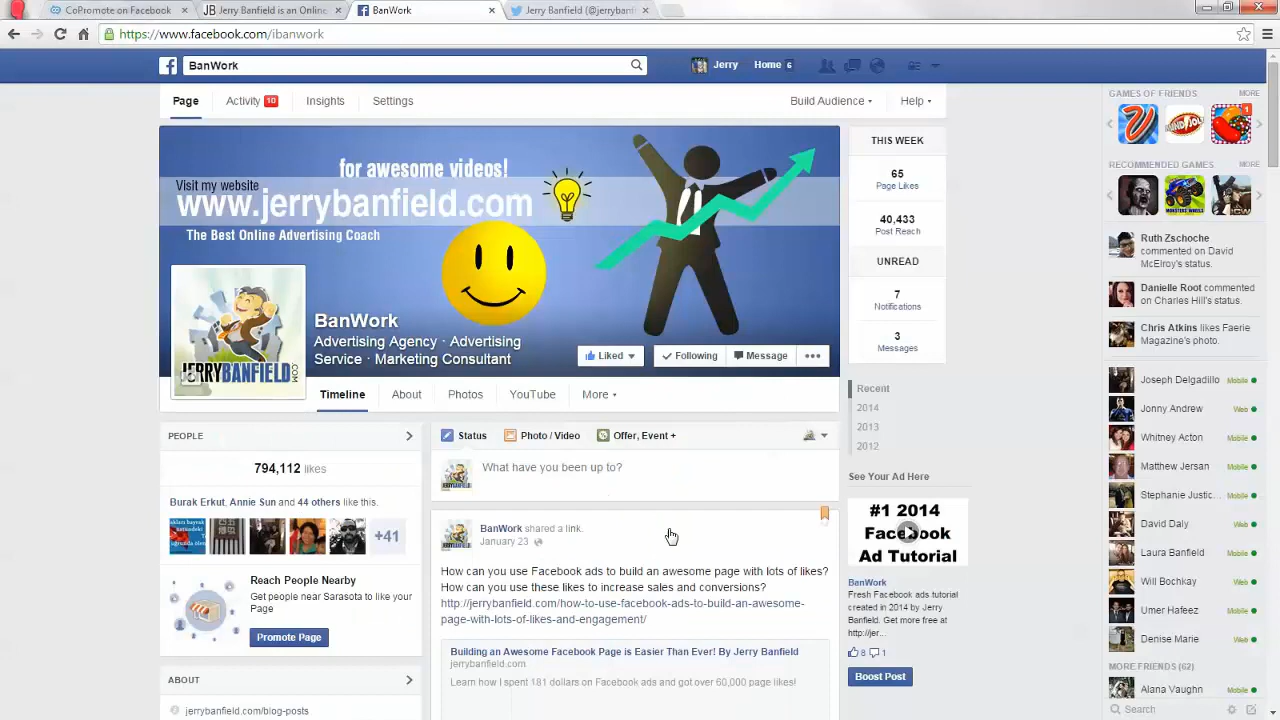 CoPromote on Facebook
JB Jerry Banfield is an Online
BanWork
Jerry Banfield (@jerrybanf
https://www.facebook.com/ibanwork
BanWork
Jerry
Home 6
Page
Activity 10
Insights
Settings
Build Audience
Help
for awesome videos!
Visit my website
www.jerrybanfield.com
The Best Online Advertising Coach
JERRYBANFIELD.COM
BanWork
Advertising Agency · Advertising
Service · Marketing Consultant
Liked
Following
Message
Timeline
About
Photos
YouTube
More
THIS WEEK
65
Page Likes
40,433
Post Reach
UNREAD
7
Notifications
3
Messages
Recent
2014
2013
2012
PEOPLE
794,112 likes
Burak Erkut, Annie Sun and 44 others like this.
+41
Reach People Nearby
Get people near Sarasota to like your
Page
Promote Page
ABOUT
jerrybanfield.com/blog-posts
Status
Photo / Video
Offer, Event +
What have you been up to?
BanWork shared a link.
January 23
How can you use Facebook ads to build an awesome page with lots of likes?
How can you use these likes to increase sales and conversions?
http://jerrybanfield.com/how-to-use-facebook-ads-to-build-an-awesome-
page-with-lots-of-likes-and-engagement/
Building an Awesome Facebook Page is Easier Than Ever! By Jerry Banfield
jerrybanfield.com
Learn how I spent 181 dollars on Facebook ads and got over 60,000 page likes!
See Your Ad Here
#1 2014
Facebook
Ad Tutorial
BanWork
Fresh Facebook ads tutorial
created in 2014 by Jerry
Banfield. Get more free at
http://jer...
8 1
Boost Post
GAMES OF FRIENDS
MORE
1
RECOMMENDED GAMES
MORE
Ruth Zschoche
commented on David
McElroy's status.
Danielle Root commented
on Charles Hill's status.
Chris Atkins likes Faerie
Magazine's photo.
Joseph Delgadillo Mobile
Jonny Andrew Web
Whitney Acton Mobile
Matthew Jersan Mobile
Stephanie Justic... Mobile
David Daly Mobile
Laura Banfield Mobile
Will Bochkay Mobile
Umer Hafeez Mobile
Denise Marie Web
MORE FRIENDS (62)
Alana Vaughn Mobile
Search